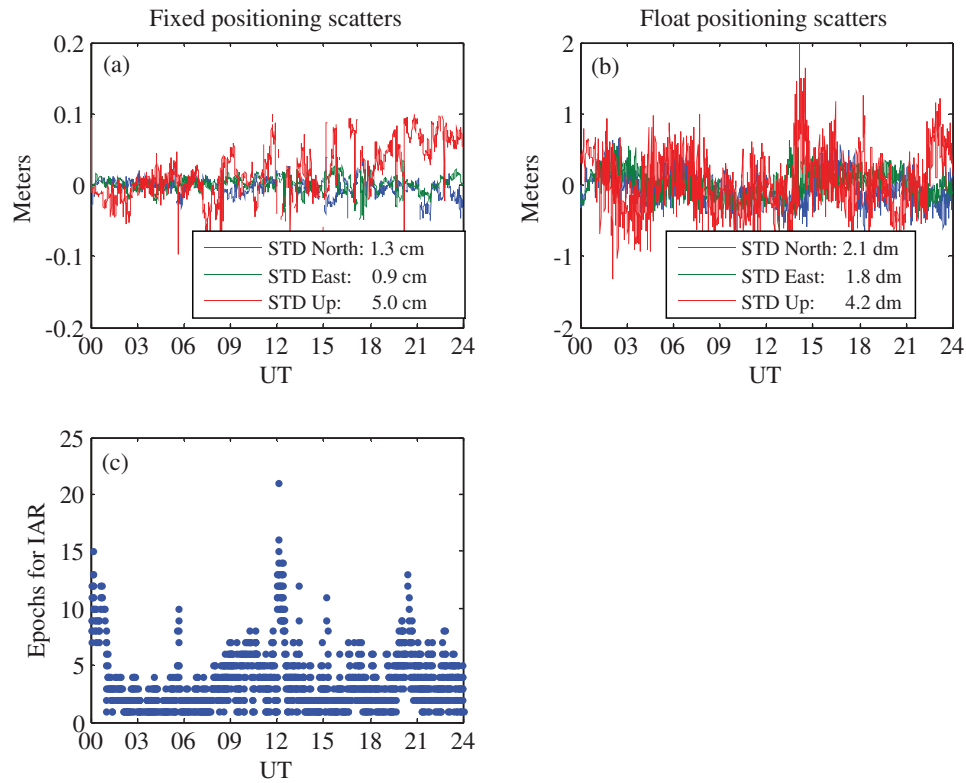 Fixed positioning scatters
(a)
Meters
0.2
0.1
0
-0.1
-0.2
STD North: 1.3 cm
STD East: 0.9 cm
STD Up: 5.0 cm
00 03 06 09 12 15 18 21 24
UT
Float positioning scatters
(b)
Meters
2
1
0
-1
-2
STD North: 2.1 dm
STD East: 1.8 dm
STD Up: 4.2 dm
00 03 06 09 12 15 18 21 24
UT
(c)
Epochs for IAR
25
20
15
10
5
0
00 03 06 09 12 15 18 21 24
UT